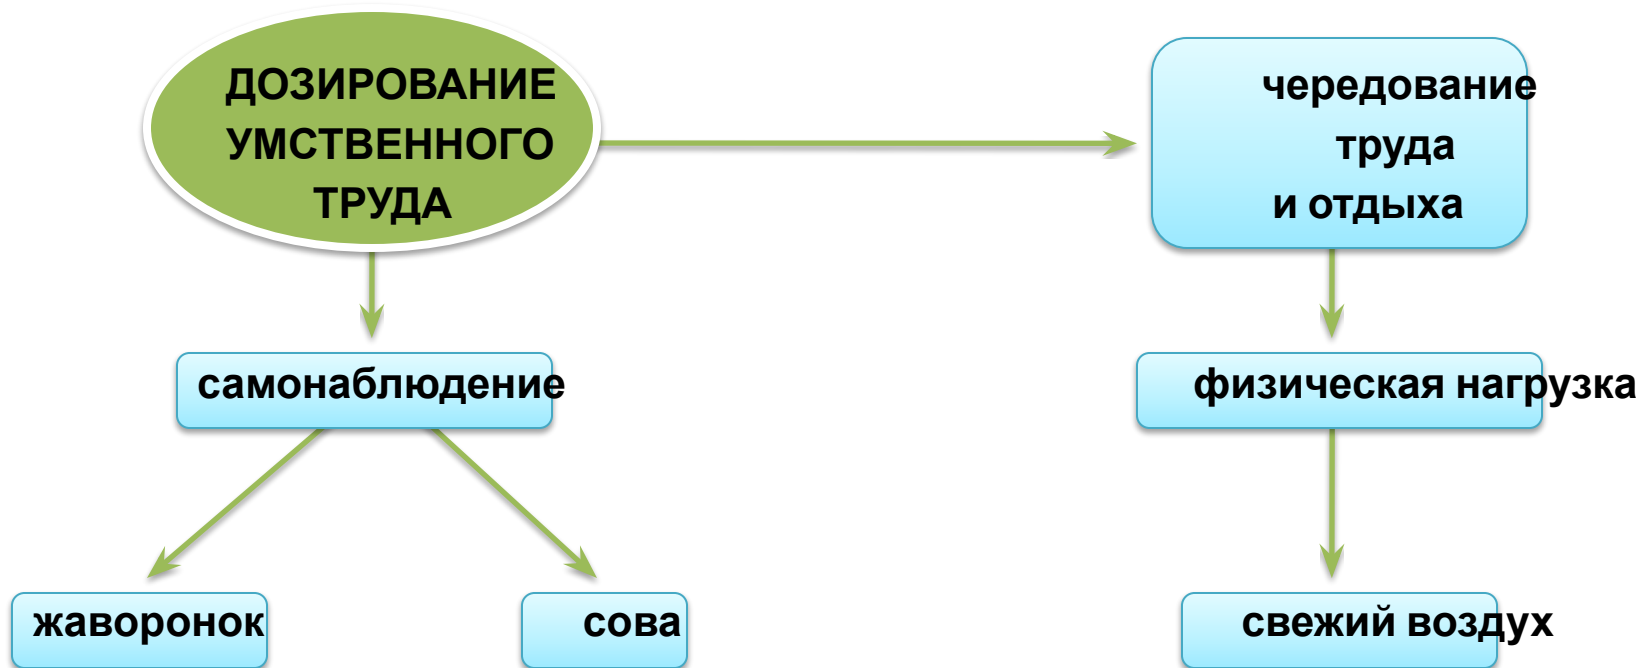 ДОЗИРОВАНИЕ
УМСТВЕННОГО
ТРУДА
чередование
труда
и отдыха
самонаблюдение
физическая нагрузка
жаворонок
сова
свежий воздух